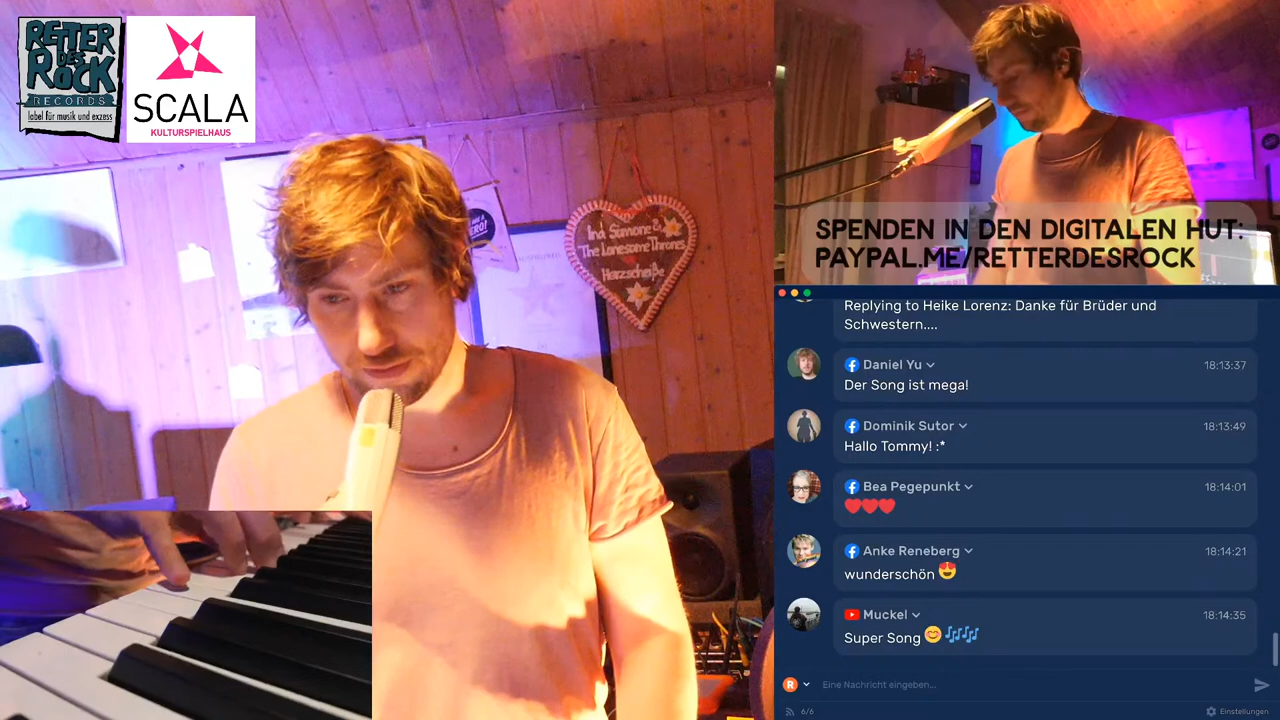 RETTER
DES
ROCK
RECORDS
label für musik und exzess
SCALA
KULTURSPIELHAUS
Ina Simone &
The Lonesome Thrones
Herzscheiße
SPENDEN IN DEN DIGITALEN HUT:
PAYPAL.ME/RETTERDESROCK
Replying to Heike Lorenz: Danke für Brüder und
Schwestern....
Daniel Yu
18:13:37
Der Song ist mega!
Dominik Sutor
18:13:49
Hallo Tommy! :*
Bea Pegepunkt
18:14:01
❤️❤️❤️
Anke Reneberg
18:14:21
wunderschön 😍
Muckel
18:14:35
Super Song 😊 🎶🎶
R
Eine Nachricht eingeben...
6/6
Einstellungen